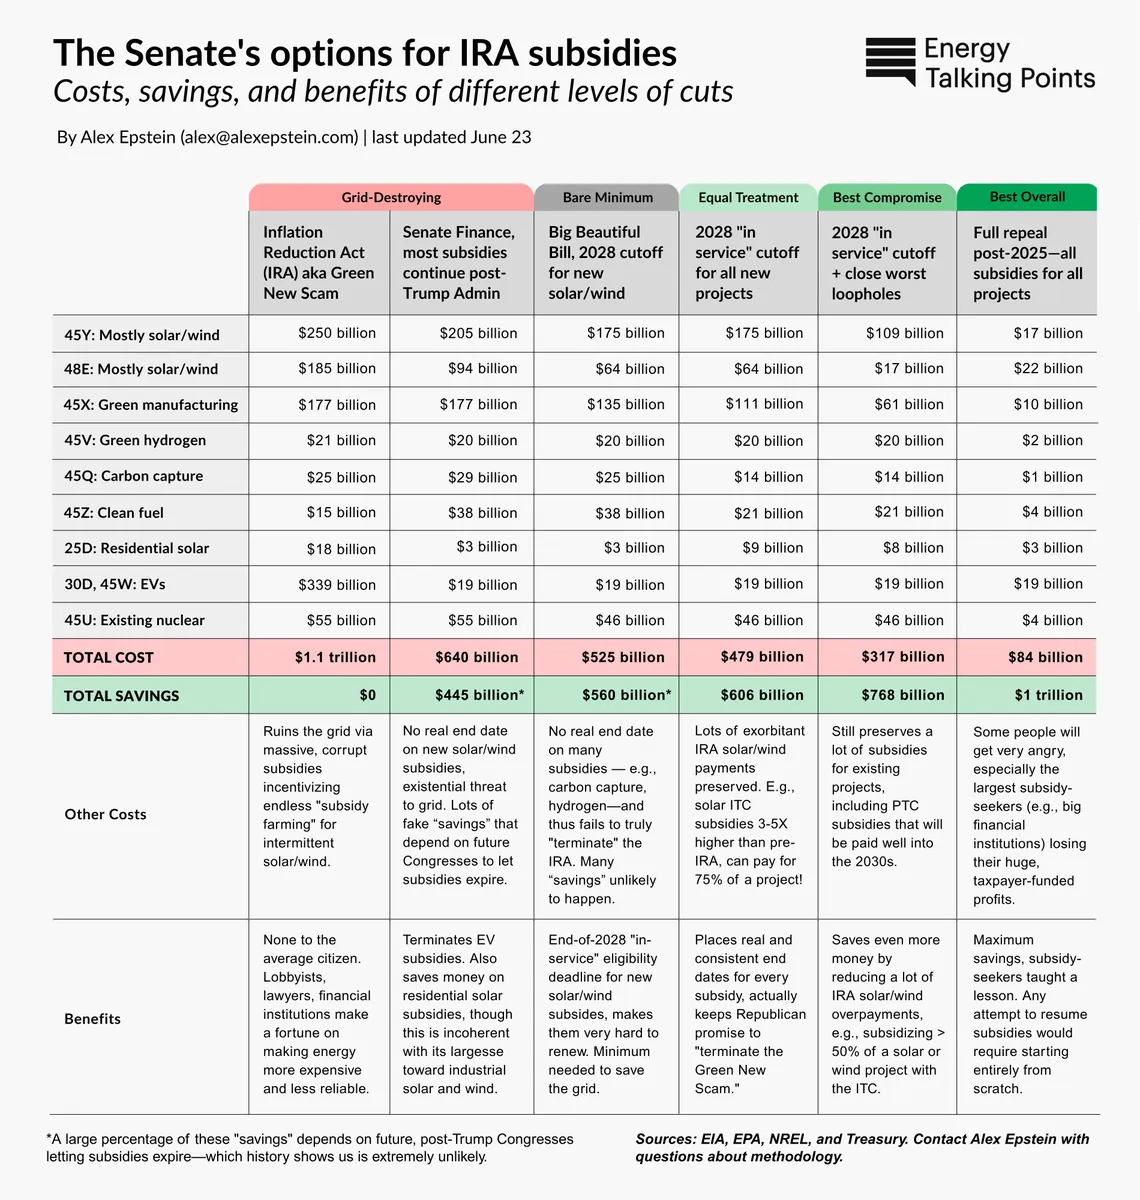 The Senate's options for IRA subsidies
Costs, savings, and benefits of different levels of cuts
Energy
Talking Points
By Alex Epstein (alex@alexepstein.com) | last updated June 23
Grid-Destroying
Bare Minimum
Equal Treatment
Best Compromise
Best Overall
Inflation
Reduction Act
(IRA) aka Green
New Scam
Senate Finance,
most subsidies
continue post-
Trump Admin
Big Beautiful
Bill, 2028 cutoff
for new
solar/wind
2028 "in
service" cutoff
for all new
projects
2028 "in
service" cutoff
+ close worst
loopholes
Full repeal
post-2025—all
subsidies for all
projects
45Y: Mostly solar/wind $250 billion $205 billion $175 billion $175 billion $109 billion $17 billion
48E: Mostly solar/wind $185 billion $94 billion $64 billion $64 billion $17 billion $22 billion
45X: Green manufacturing $177 billion $177 billion $135 billion $111 billion $61 billion $10 billion
45V: Green hydrogen $21 billion $20 billion $20 billion $20 billion $20 billion $2 billion
45Q: Carbon capture $25 billion $29 billion $25 billion $14 billion $14 billion $1 billion
45Z: Clean fuel $15 billion $38 billion $38 billion $21 billion $21 billion $4 billion
25D: Residential solar $18 billion $3 billion $3 billion $9 billion $8 billion $3 billion
30D, 45W: EVs $339 billion $19 billion $19 billion $19 billion $19 billion $19 billion
45U: Existing nuclear $55 billion $55 billion $46 billion $46 billion $46 billion $4 billion
TOTAL COST $1.1 trillion $640 billion $525 billion $479 billion $317 billion $84 billion
TOTAL SAVINGS $0 $445 billion* $560 billion* $606 billion $768 billion $1 trillion
Other Costs
Ruins the grid via
massive, corrupt
subsidies
incentivizing
endless "subsidy
farming" for
intermittent
solar/wind.
No real end date
on new solar/wind
subsidies,
existential threat
to grid. Lots of
fake “savings” that
depend on future
Congresses to let
subsidies expire.
No real end date
on many
subsidies — e.g.,
carbon capture,
hydrogen—and
thus fails to truly
"terminate" the
IRA. Many
“savings” unlikely
to happen.
Lots of exorbitant
IRA solar/wind
payments
preserved. E.g.,
solar ITC
subsidies 3-5X
higher than pre-
IRA, can pay for
75% of a project!
Still preserves a
lot of subsidies
for existing
projects,
including PTC
subsidies that will
be paid well into
the 2030s.
Some people will
get very angry,
especially the
largest subsidy-
seekers (e.g., big
financial
institutions) losing
their huge,
taxpayer-funded
profits.
Benefits
None to the
average citizen.
Lobbyists,
lawyers, financial
institutions make
a fortune on
making energy
more expensive
and less reliable.
Terminates EV
subsidies. Also
saves money on
residential solar
subsidies, though
this is incoherent
with its largesse
toward industrial
solar and wind.
End-of-2028 "in-
service" eligibility
deadline for new
solar/wind
subsides, makes
them very hard to
renew. Minimum
needed to save
the grid.
Places real and
consistent end
dates for every
subsidy, actually
keeps Republican
promise to
"terminate the
Green New
Scam."
Saves even more
money by
reducing a lot of
IRA solar/wind
overpayments,
e.g., subsidizing >
50% of a solar or
wind project with
the ITC.
Maximum
savings, subsidy-
seekers taught a
lesson. Any
attempt to resume
subsidies would
require starting
entirely from
scratch.
*A large percentage of these "savings" depends on future, post-Trump Congresses
letting subsidies expire—which history shows us is extremely unlikely.
Sources: EIA, EPA, NREL, and Treasury. Contact Alex Epstein with
questions about methodology.